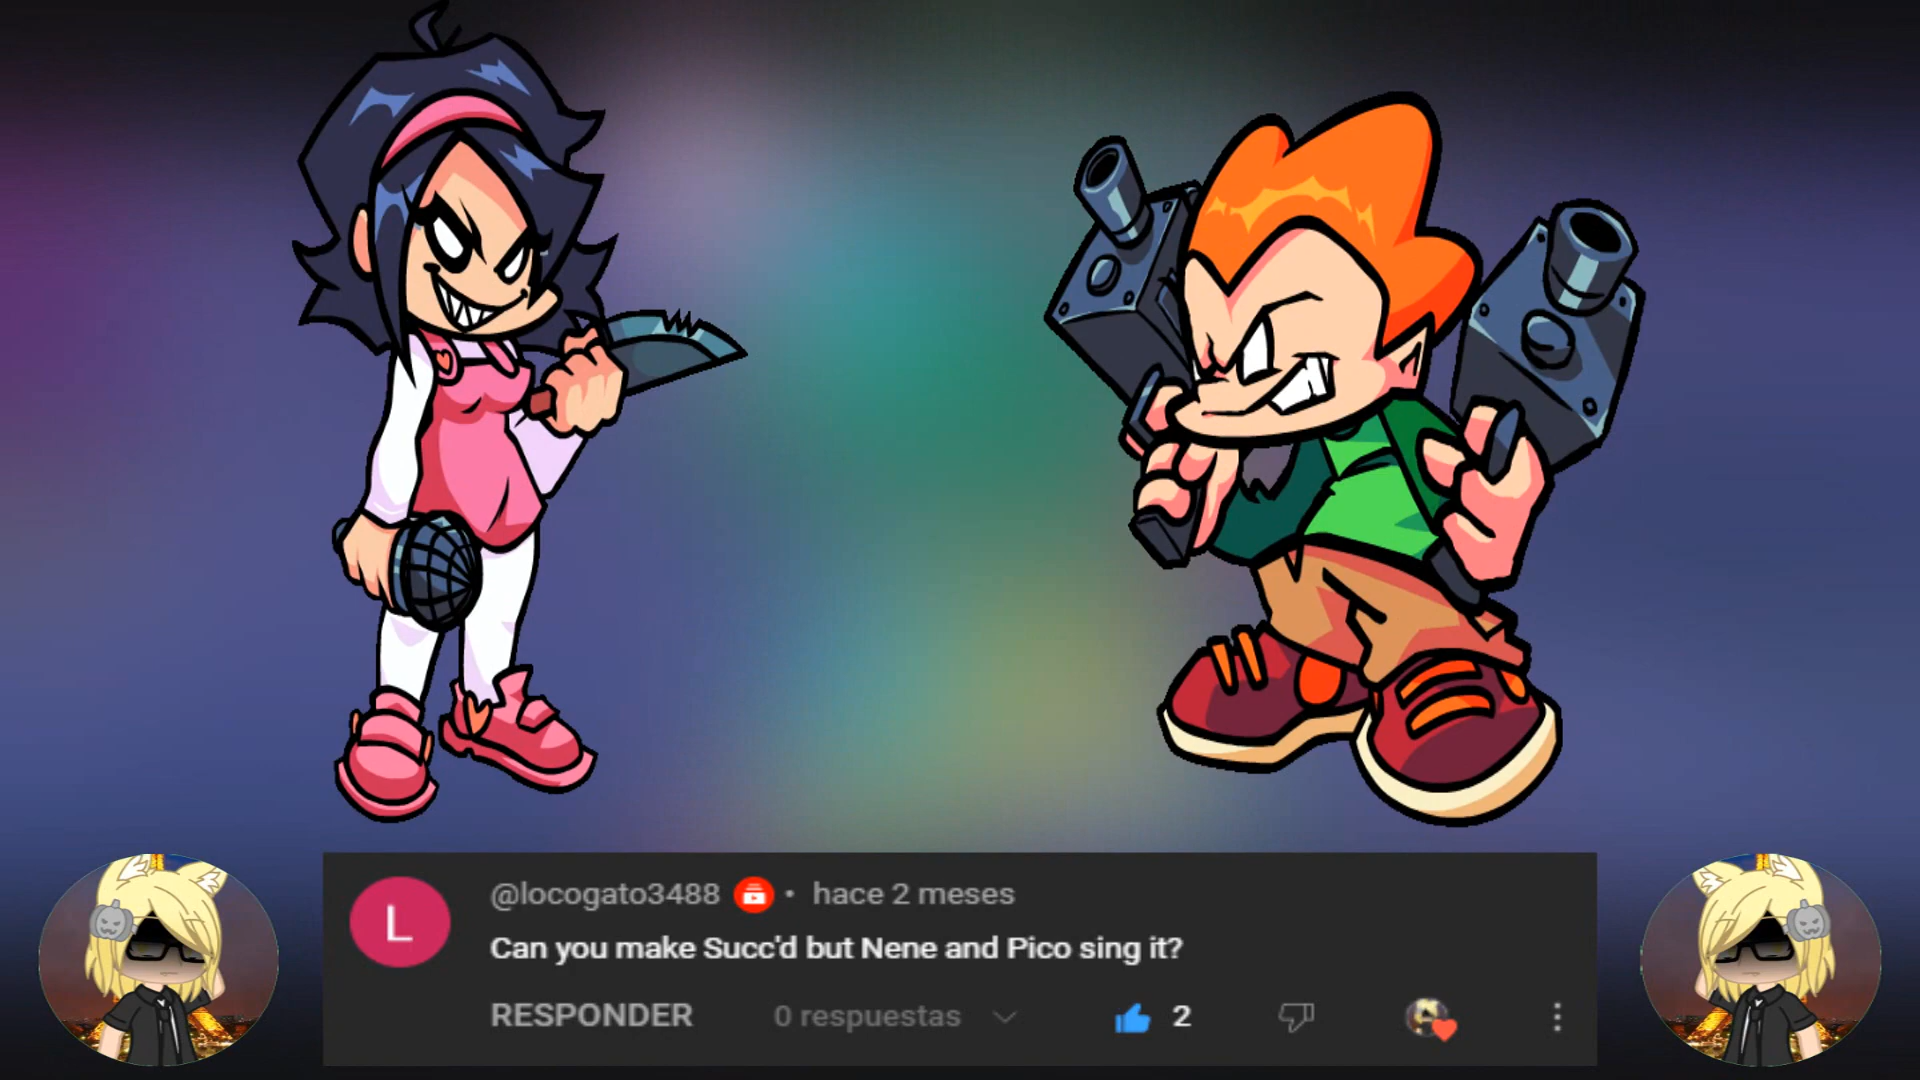 L
@locogato3488 • hace 2 meses
Can you make Succ'd but Nene and Pico sing it?
RESPONDER 0 respuestas 2